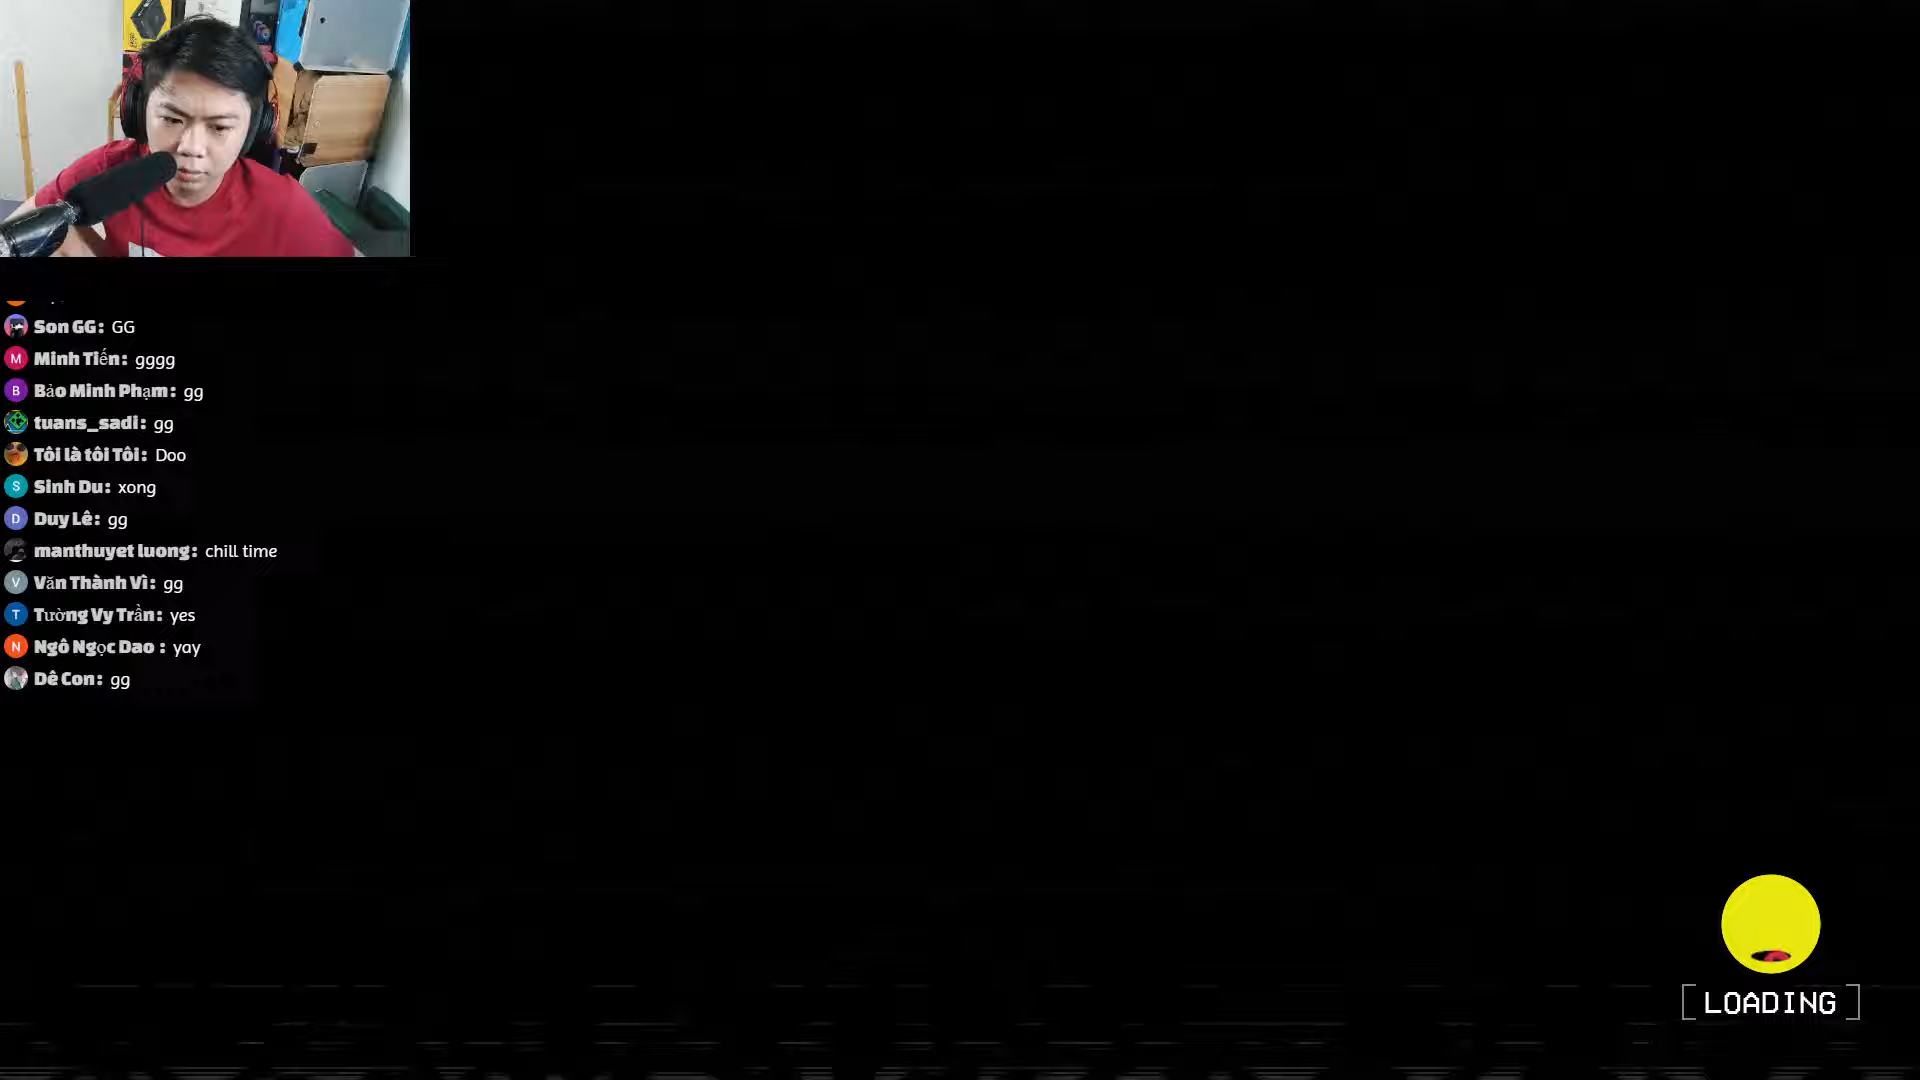 Son GG: GG
Minh Tiến: gggg
Bảo Minh Phạm: gg
tuans_sadi: gg
Tôi là tôi Tôi: Doo
S Sinh Du: xong
D Duy Lê: gg
manthuyet luong: chill time
V Văn Thành Vì: gg
T Tường Vy Trần: yes
N Ngô Ngọc Dao : yay
Dê Con: gg
[LOADING]